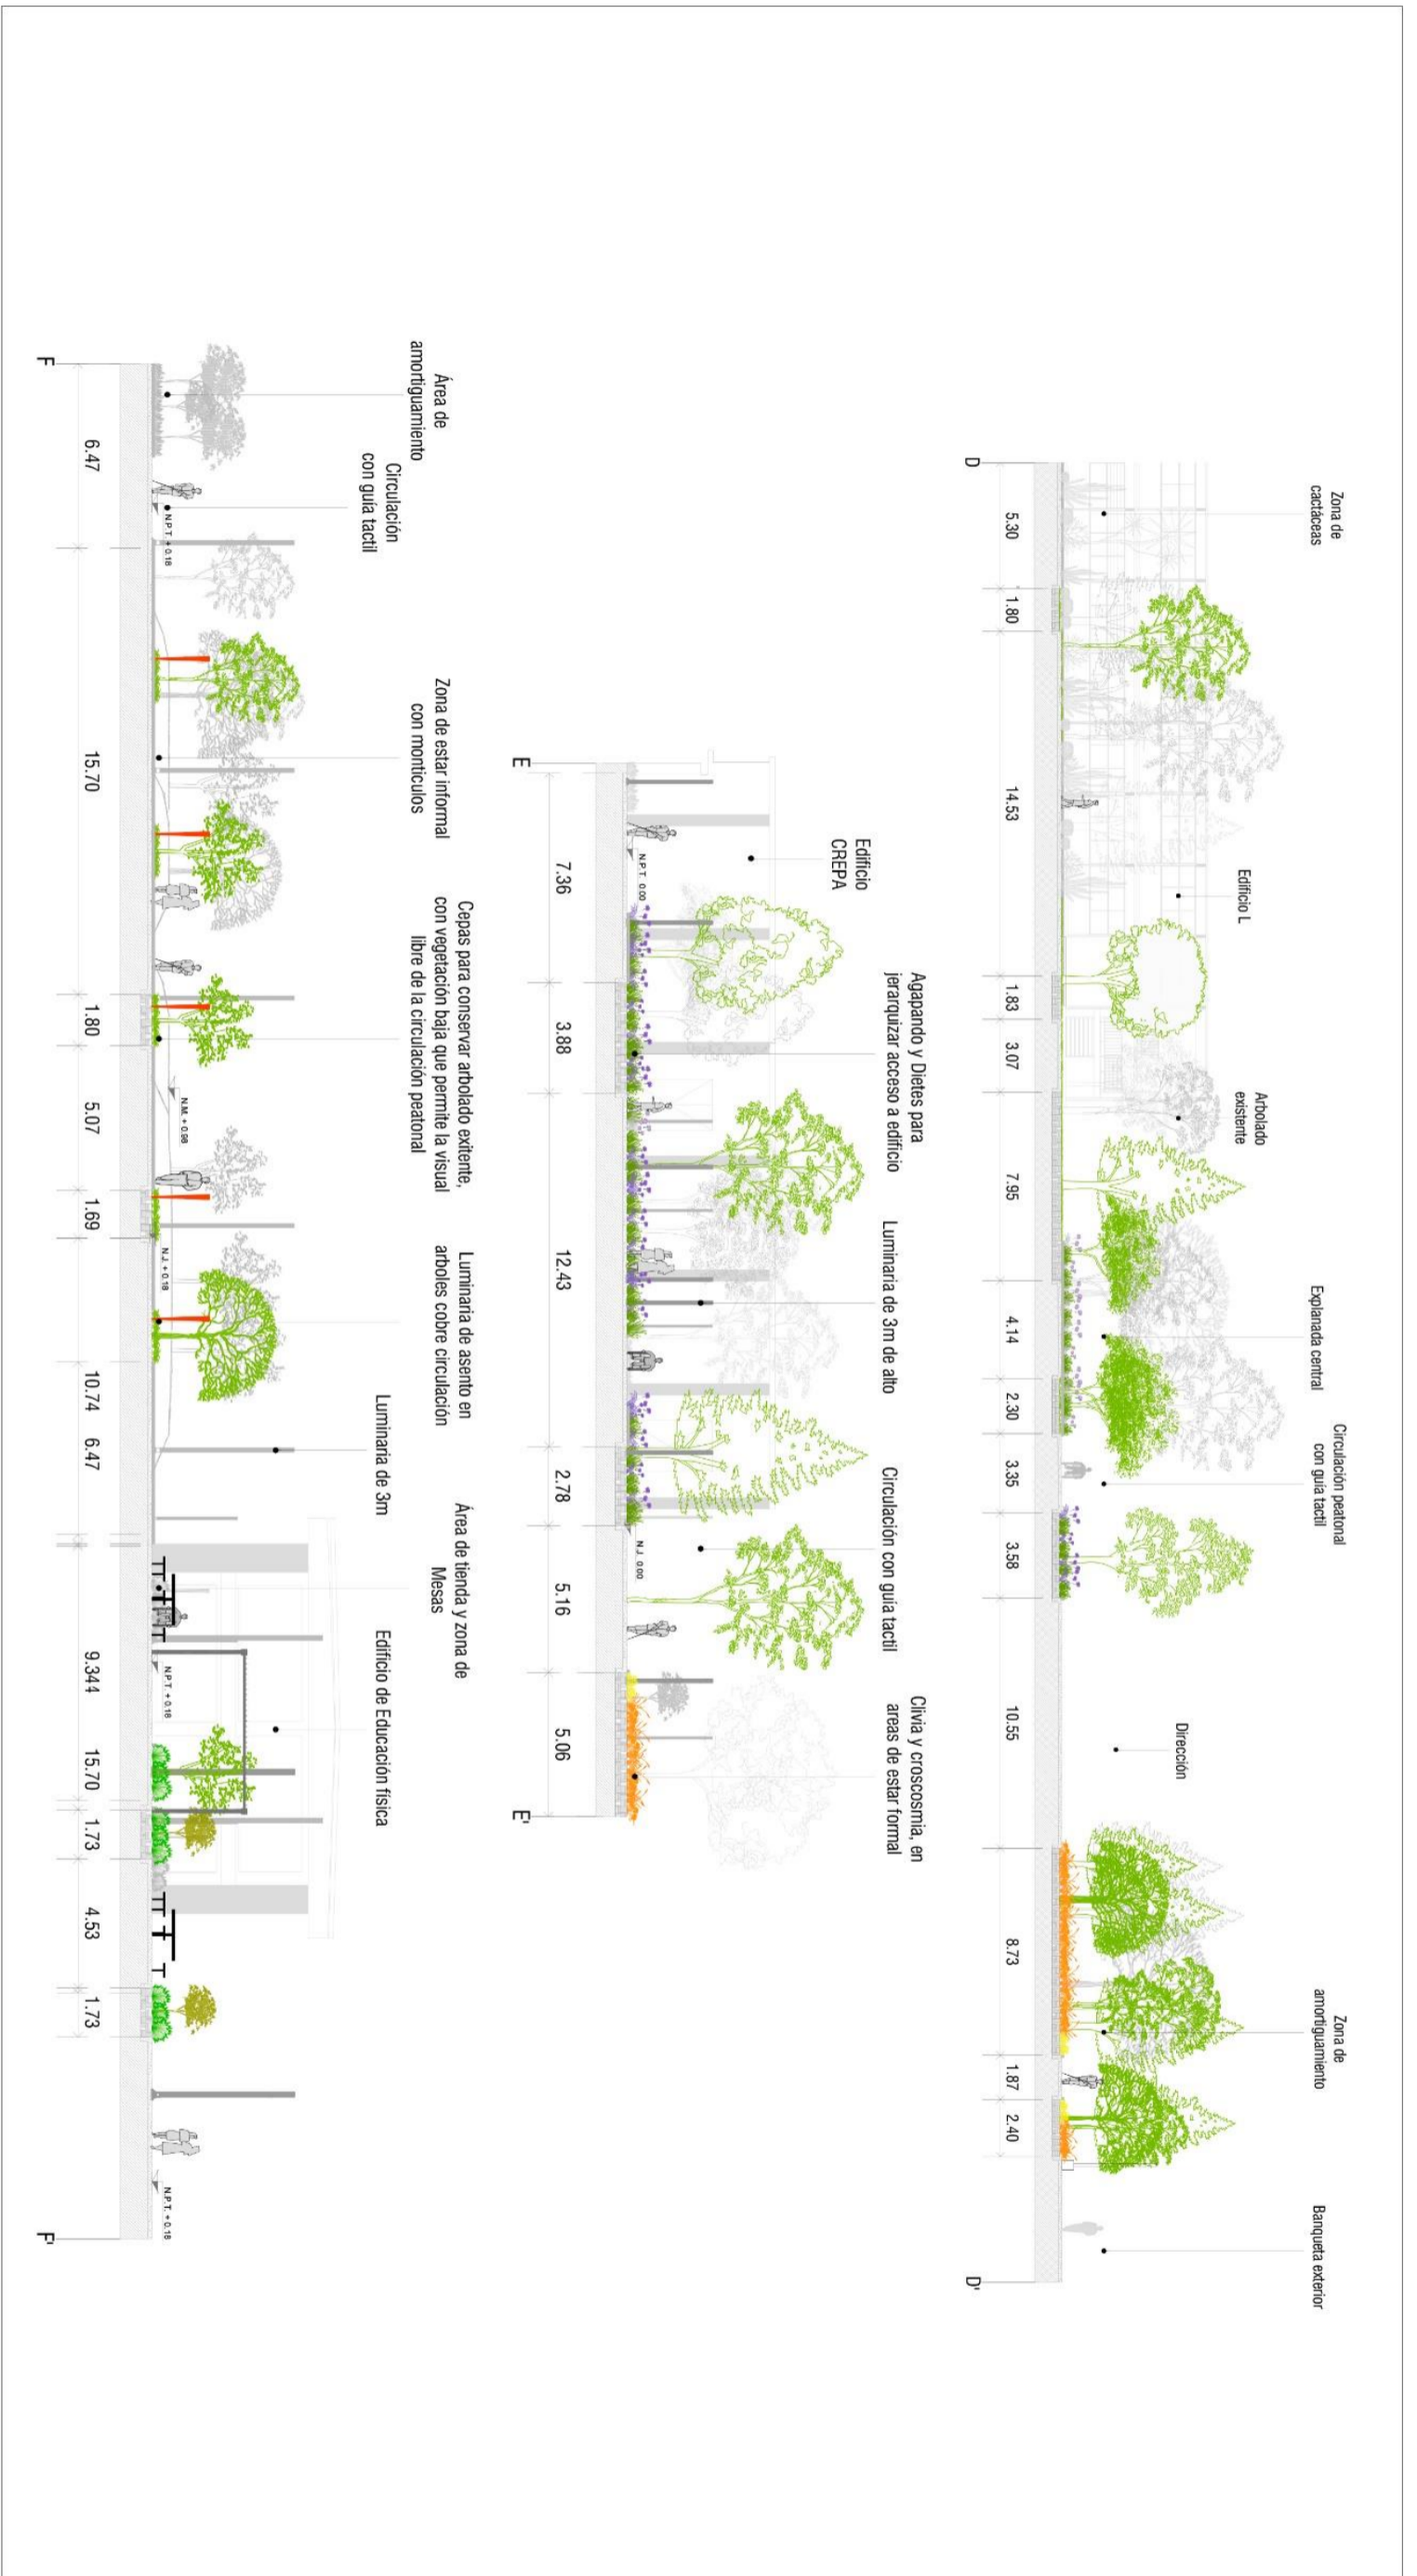 Zona de
cactáceas
Edificio L
Arbolado
existente
Explanada central
Circulación peatonal
con guía tactil
Dirección
Zona de
amortiguamiento
Banqueta exterior
D
D'
5.30
1.80
14.53
1.83
3.07
7.95
4.14
2.30
3.35
3.58
10.55
8.73
1.87
2.40
Edificio
CREPA
Agapando y Dietes para
jerarquizar acceso a edificio
Luminaria de 3m de alto
Circulación con guia tactil
Clivia y croscosmia, en
areas de estar formal
N.P.T. 0.00
N.J. 0.00
E
E'
7.36
3.88
12.43
2.78
5.16
5.06
Área de
amortiguamiento
Circulación
con guía tactil
Zona de estar informal
con monticulos
Cepas para conservar arbolado exitente,
con vegetación baja que permite la visual
libre de la circulación peatonal
Luminaria de asento en
arboles cobre circulación
Luminaria de 3m
Área de tienda y zona de
Mesas
Edificio de Educación física
N.P.T. + 0.18
N.M. + 0.98
N.J. + 0.18
N.P.T. + 0.18
N.P.T. + 0.18
F
F'
6.47
15.70
1.80
5.07
1.69
10.74
6.47
9.344
15.70
1.73
4.53
1.73